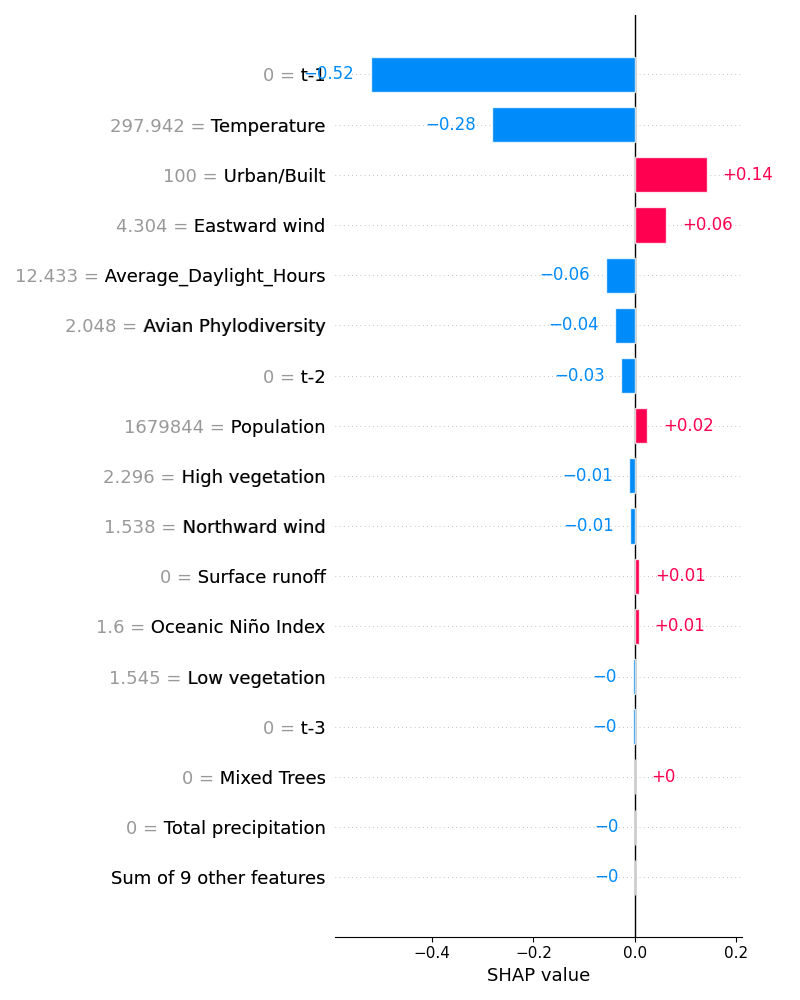 0 = t-1 −0.52
297.942 = Temperature −0.28
100 = Urban/Built +0.14
4.304 = Eastward wind +0.06
12.433 = Average_Daylight_Hours −0.06
2.048 = Avian Phylodiversity −0.04
0 = t-2 −0.03
1679844 = Population +0.02
2.296 = High vegetation −0.01
1.538 = Northward wind −0.01
0 = Surface runoff +0.01
1.6 = Oceanic Niño Index +0.01
1.545 = Low vegetation −0
0 = t-3 −0
0 = Mixed Trees +0
0 = Total precipitation −0
Sum of 9 other features −0
−0.4 −0.2 0.0 0.2
SHAP value